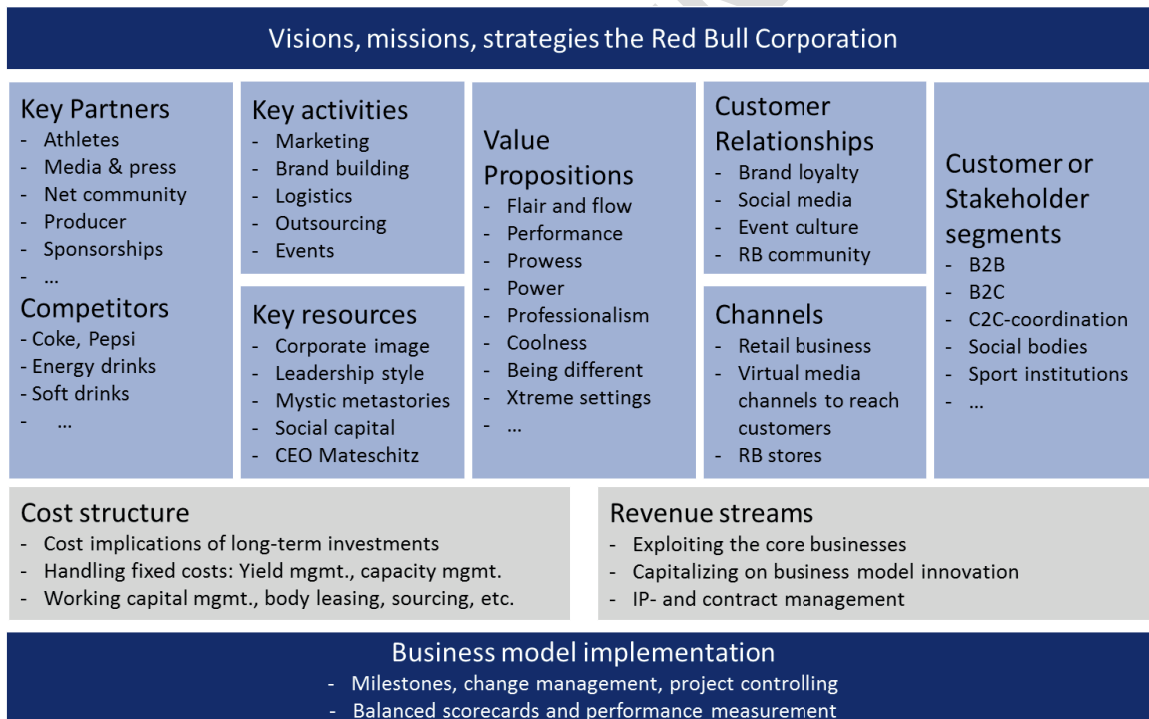 Visions, missions, strategies the Red Bull Corporation
Key Partners
- Athletes
- Media & press
- Net community
- Producer
- Sponsorships
- ...
Competitors
- Coke, Pepsi
- Energy drinks
- Soft drinks
- ...
Key activities
- Marketing
- Brand building
- Logistics
- Outsourcing
- Events
Key resources
- Corporate image
- Leadership style
- Mystic metastories
- Social capital
- CEO Mateschitz
Value
Propositions
- Flair and flow
- Performance
- Prowess
- Power
- Professionalism
- Coolness
- Being different
- Xtreme settings
- ...
Customer
Relationships
- Brand loyalty
- Social media
- Event culture
- RB community
Channels
- Retail business
- Virtual media
channels to reach
customers
- RB stores
Customer or
Stakeholder
segments
- B2B
- B2C
- C2C-coordination
- Social bodies
- Sport institutions
- ...
Cost structure
- Cost implications of long-term investments
- Handling fixed costs: Yield mgmt., capacity mgmt.
- Working capital mgmt., body leasing, sourcing, etc.
Revenue streams
- Exploiting the core businesses
- Capitalizing on business model innovation
- IP- and contract management
Business model implementation
- Milestones, change management, project controlling
- Balanced scorecards and performance measurement